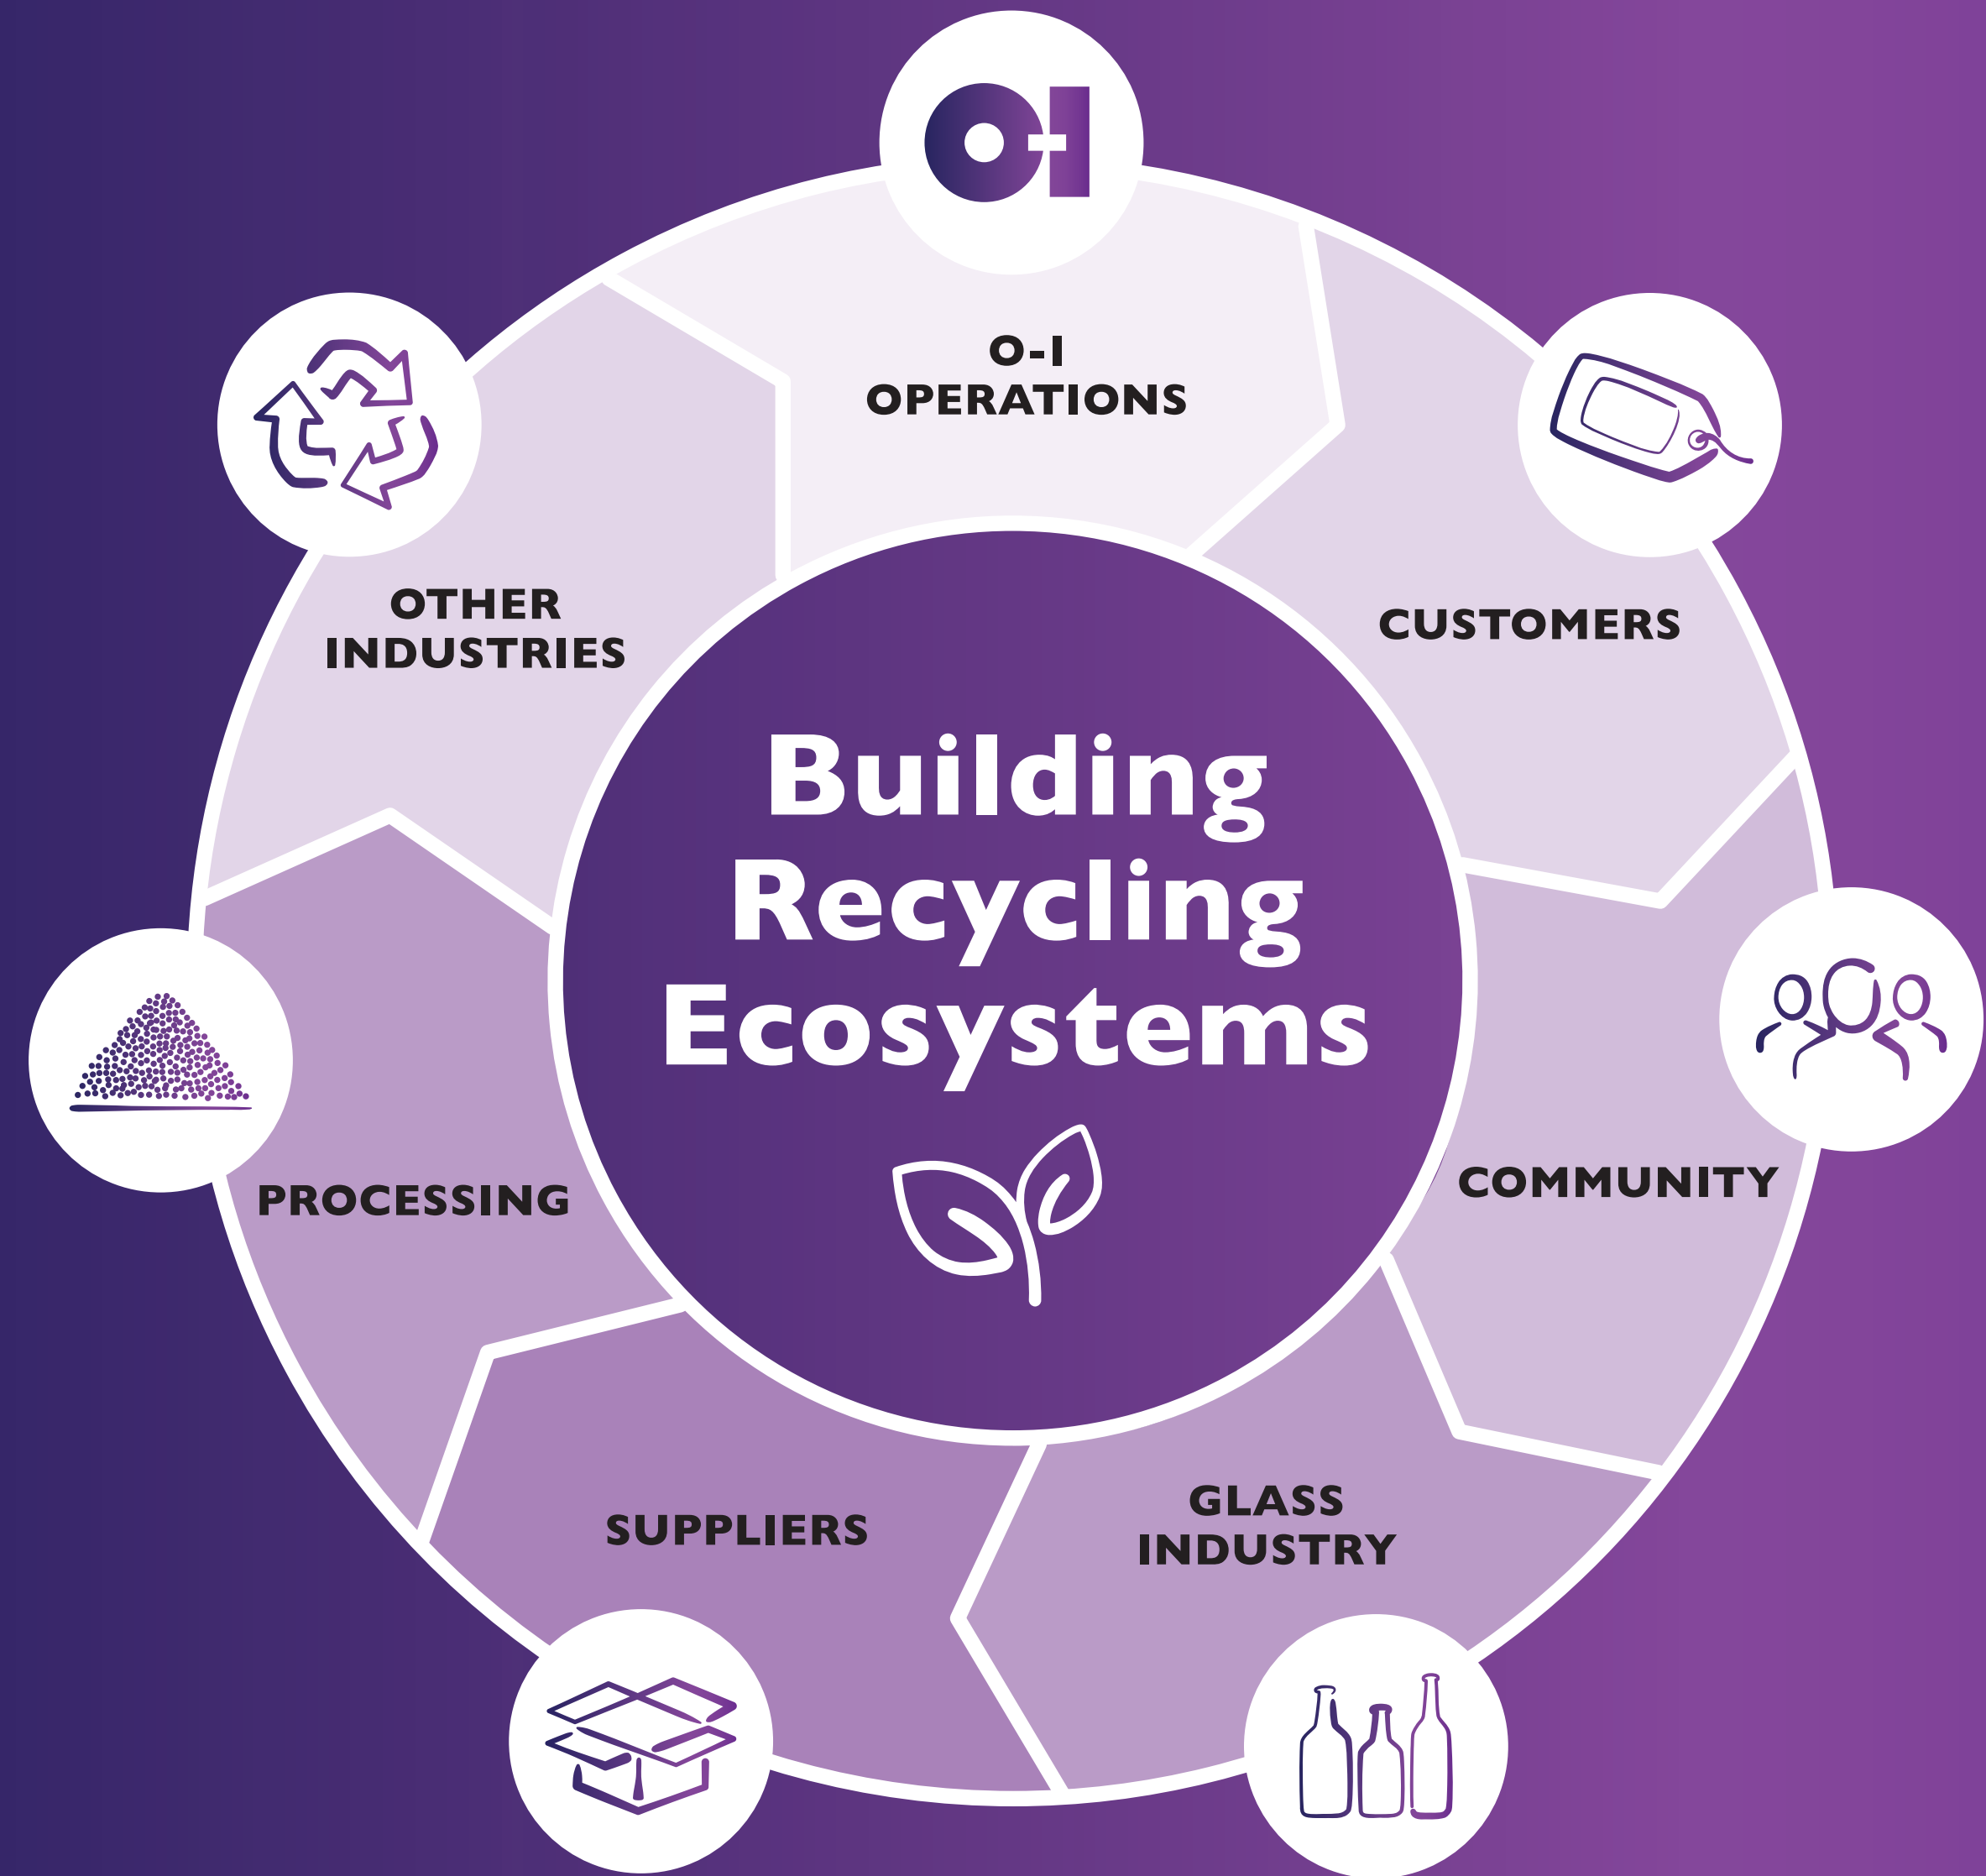 O-I
O-I
OPERATIONS
CUSTOMERS
OTHER
INDUSTRIES
Building
Recycling
Ecosystems
COMMUNITY
PROCESSING
GLASS
INDUSTRY
SUPPLIERS